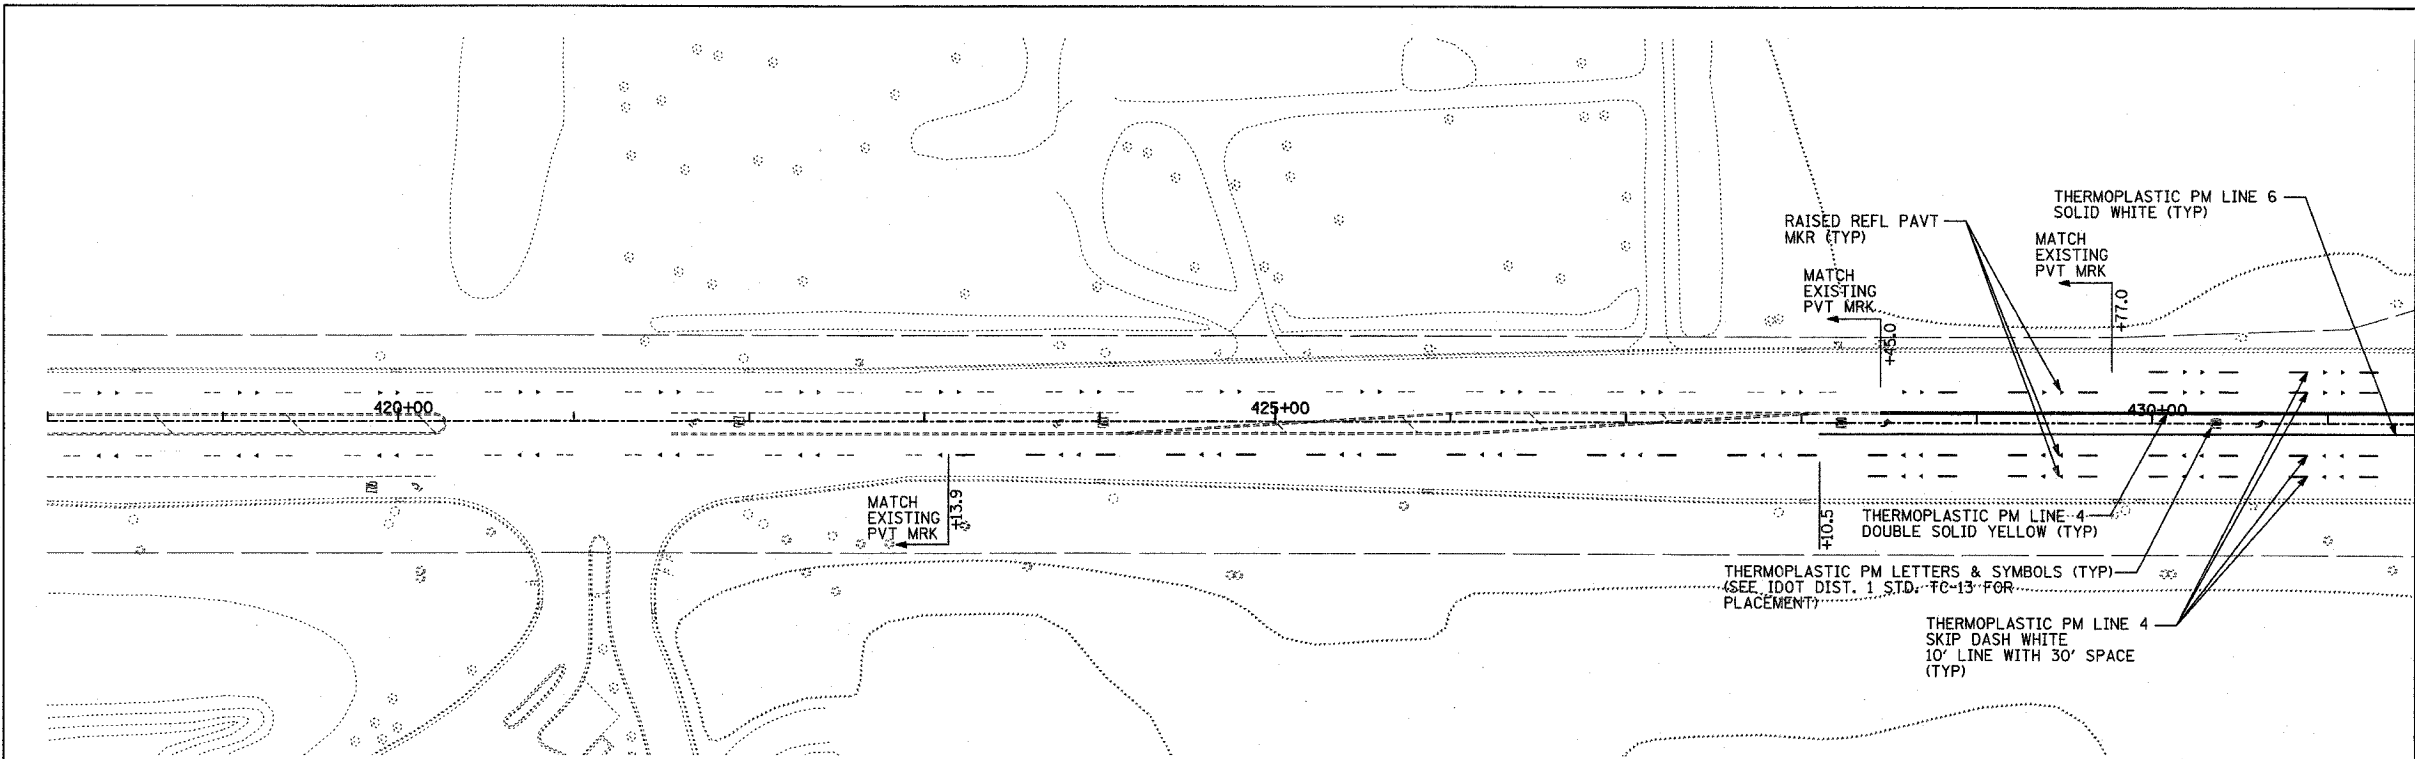 THERMOPLASTIC PM LINE 6
SOLID WHITE (TYP)
RAISED REFL PAVT
MKR (TYP)
MATCH
EXISTING
PVT MRK
+77.0
MATCH
EXISTING
PVT MRK
+45.0
420+00
425+00
430+00
MATCH
EXISTING
PVT MRK
+13.9
+10.5
THERMOPLASTIC PM LINE 4
DOUBLE SOLID YELLOW (TYP)
THERMOPLASTIC PM LETTERS & SYMBOLS (TYP)
(SEE IDOT DIST. 1 STD. TC-13 FOR
PLACEMENT)
THERMOPLASTIC PM LINE 4
SKIP DASH WHITE
10' LINE WITH 30' SPACE
(TYP)